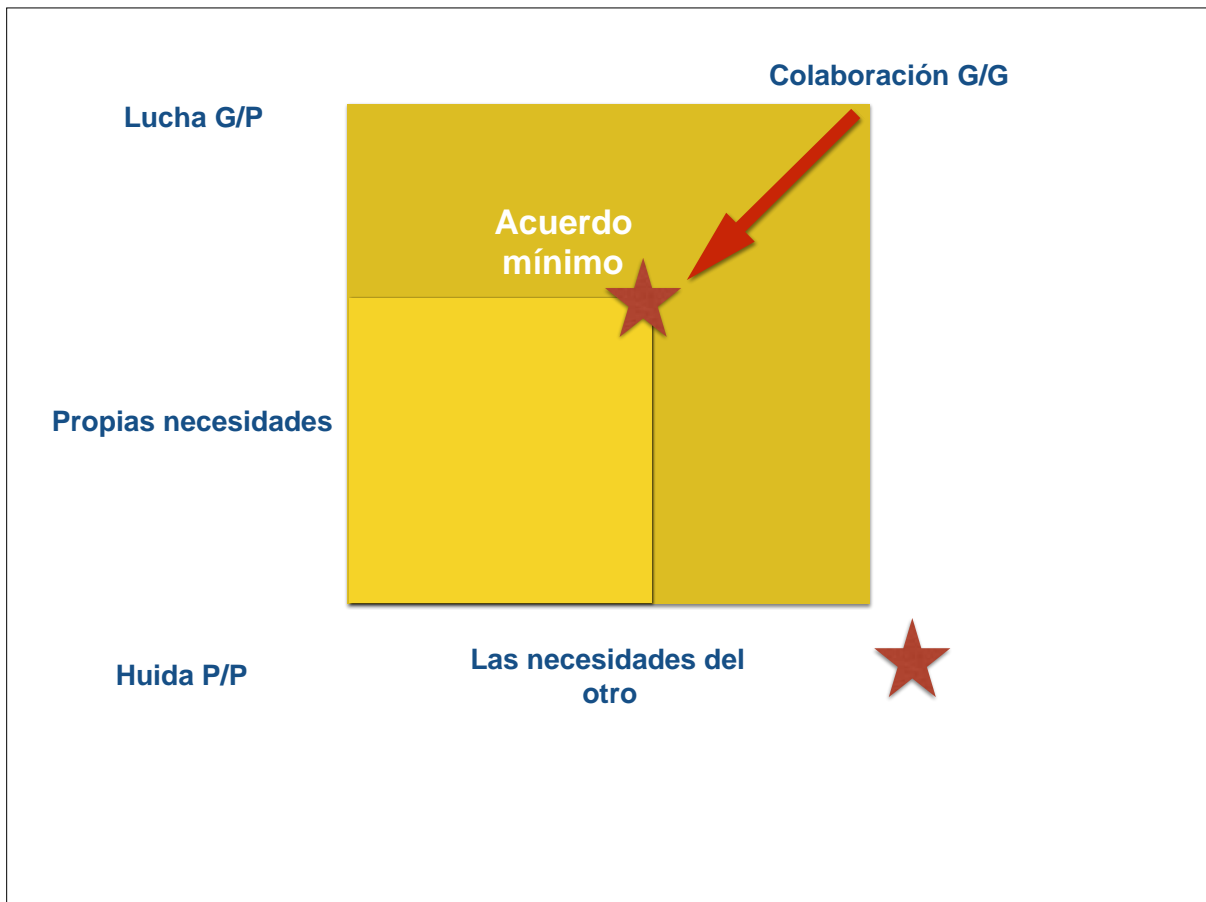 Colaboración G/G
Lucha G/P
Acuerdo
mínimo
Propias necesidades
Las necesidades del
otro
Huida P/P